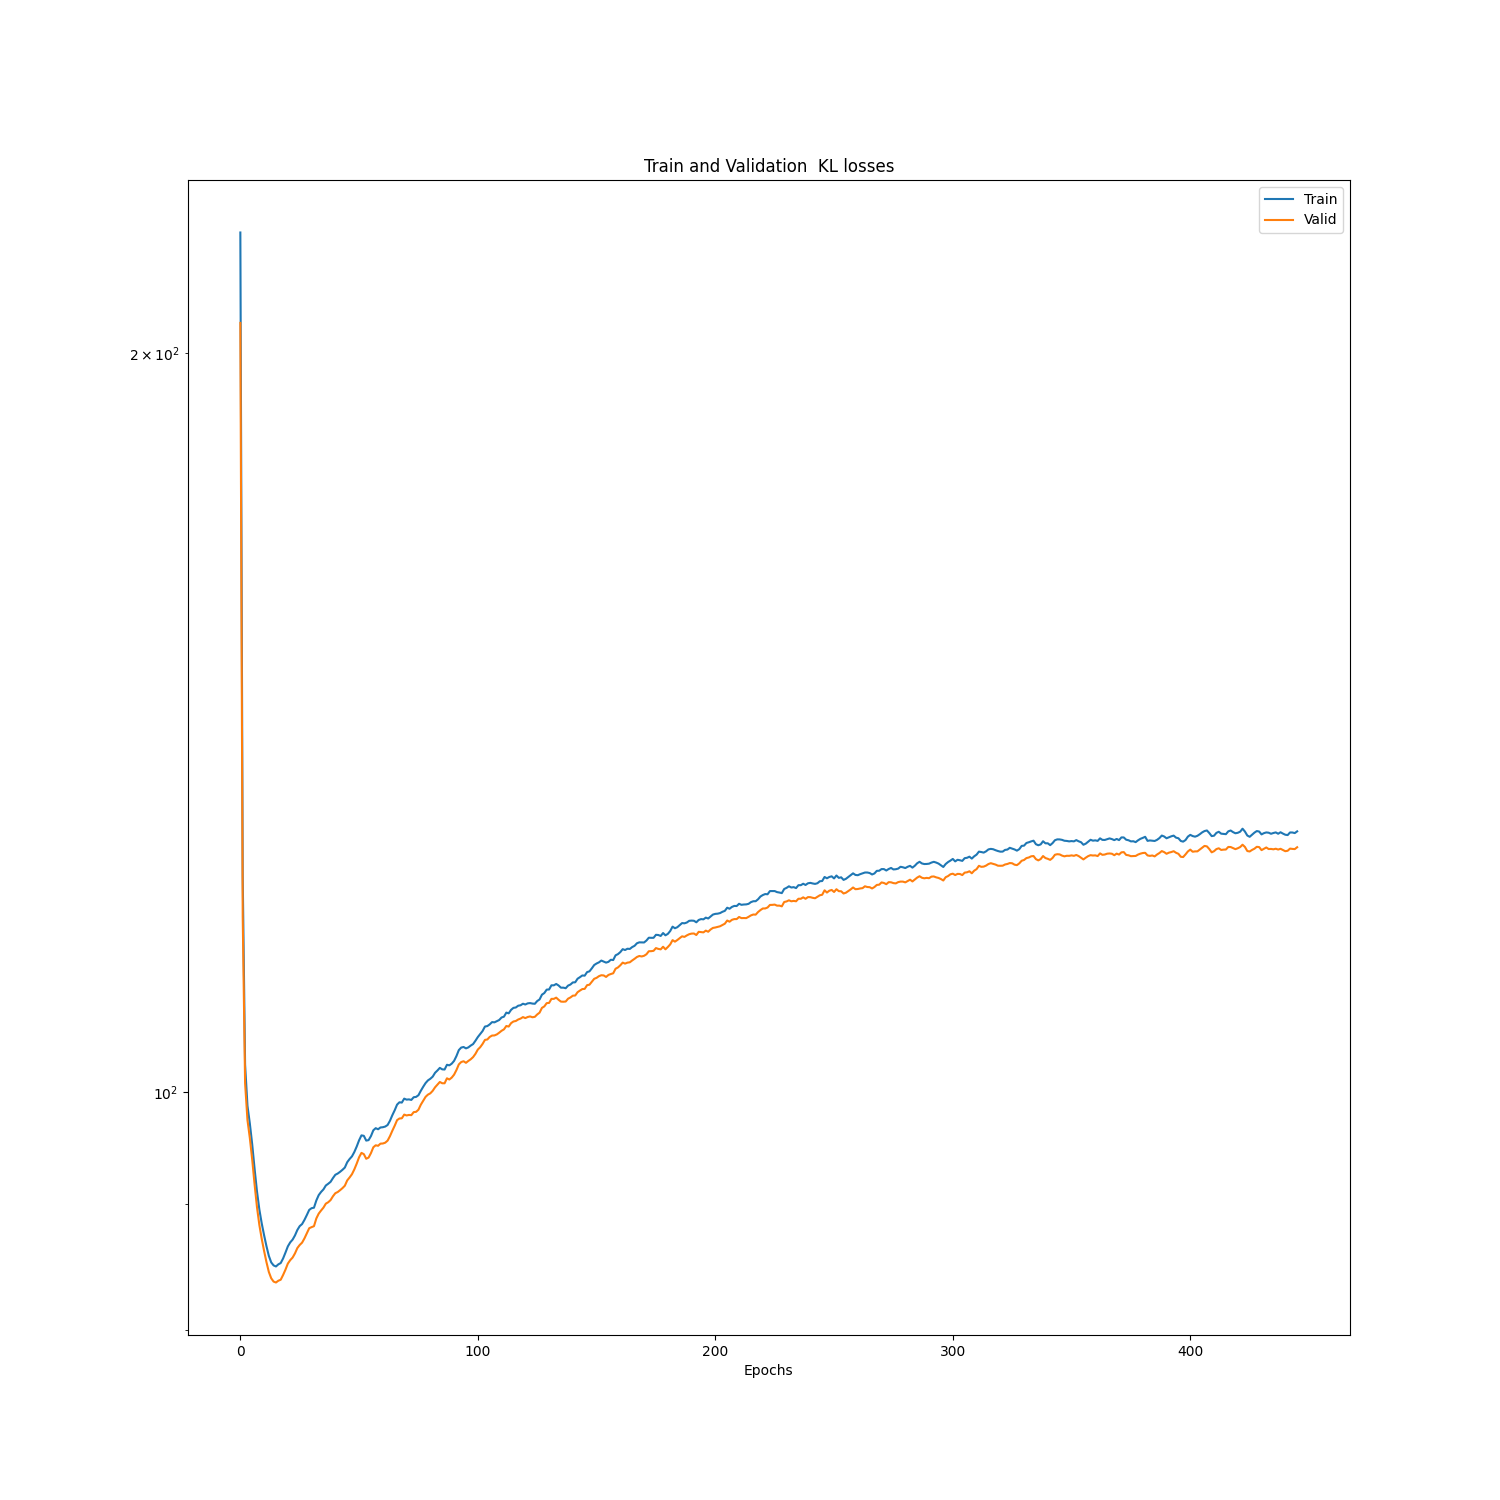 Train and Validation  KL losses
Train
Valid
2 × 10²
10²
0 100 200 300 400
Epochs